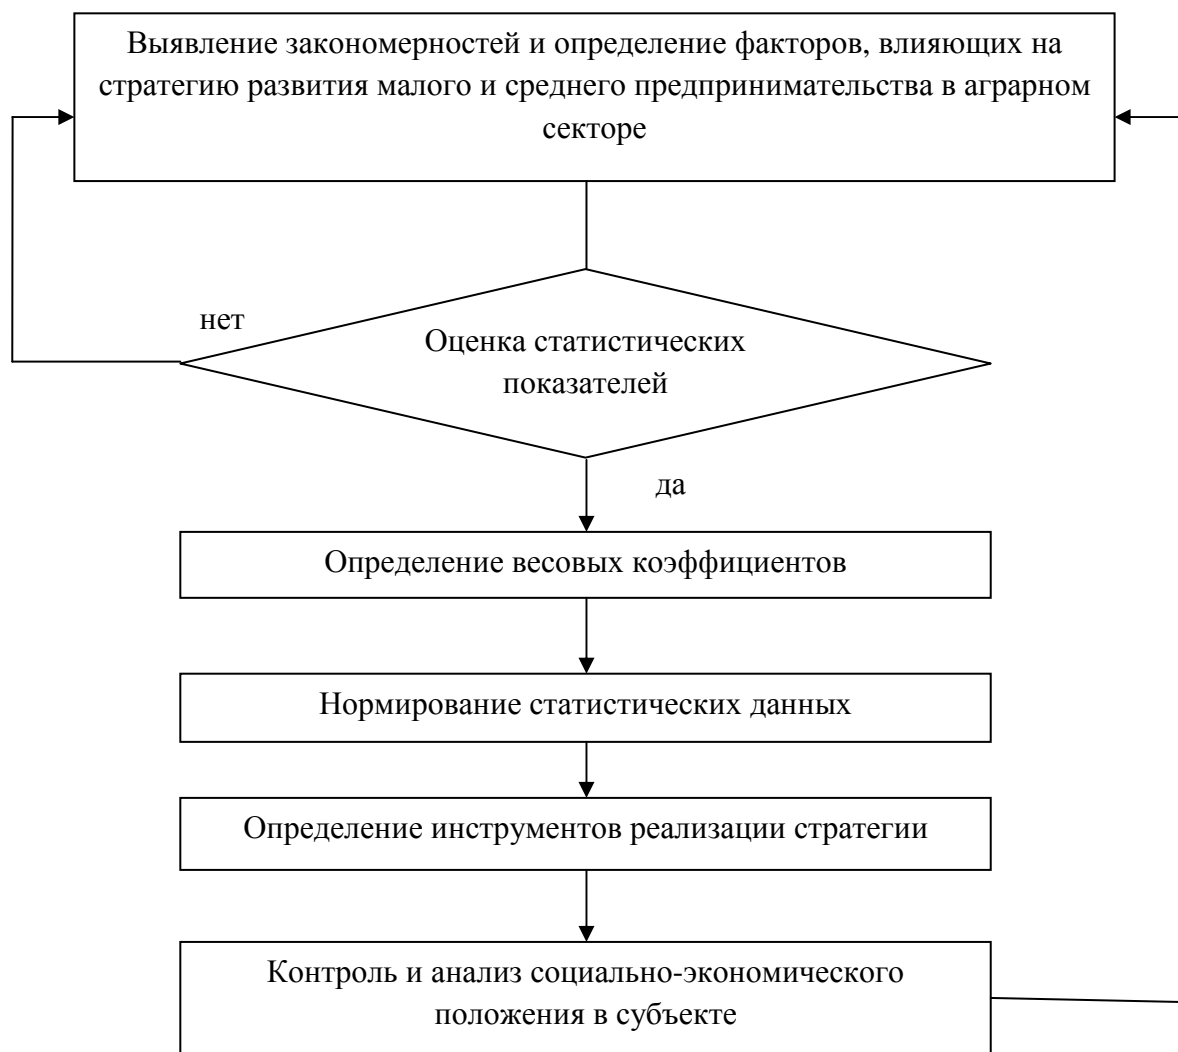 Выявление закономерностей и определение факторов, влияющих на
стратегию развития малого и среднего предпринимательства в аграрном
секторе
нет
Оценка статистических
показателей
да
Определение весовых коэффициентов
Нормирование статистических данных
Определение инструментов реализации стратегии
Контроль и анализ социально-экономического
положения в субъекте